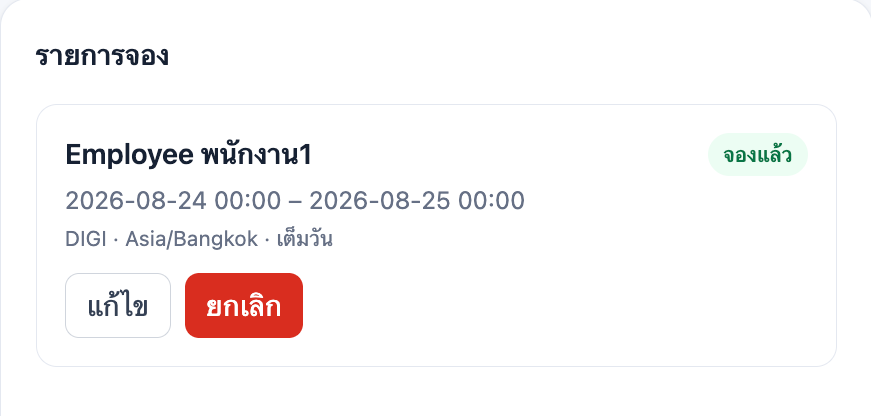 รายการจอง
Employee พนักงาน1
จองแล้ว
2026-08-24 00:00 – 2026-08-25 00:00
DIGI · Asia/Bangkok · เต็มวัน
แก้ไข
ยกเลิก